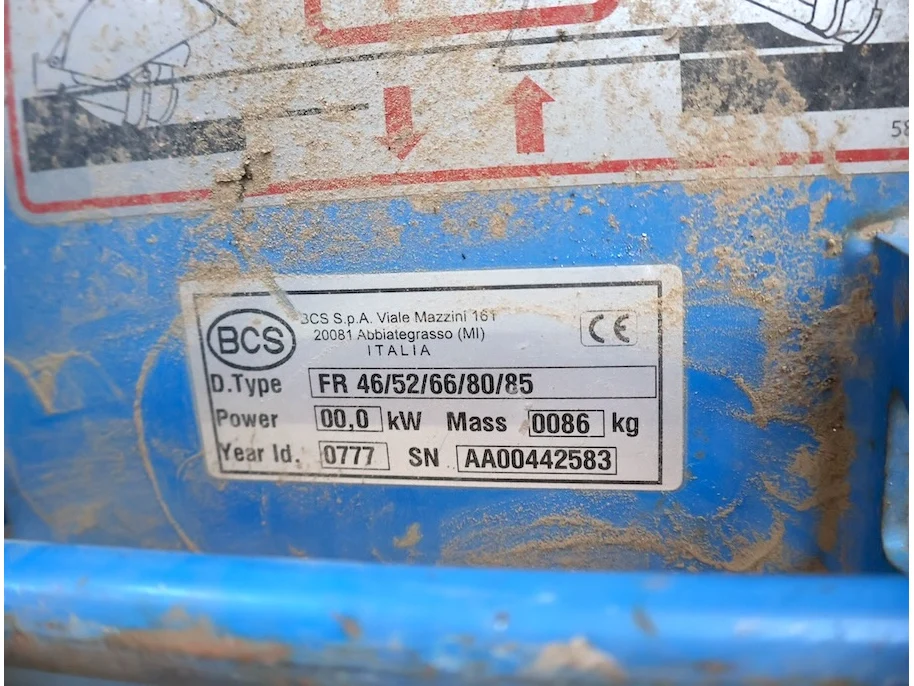 58
BCS
BCS S.p.A. Viale Mazzini 161
20081 Abbiategrasso (MI)
ITALIA
CE
D.Type FR 46/52/66/80/85
Power 00,0 kW Mass 0086 kg
Year Id. 0777 SN AA00442583